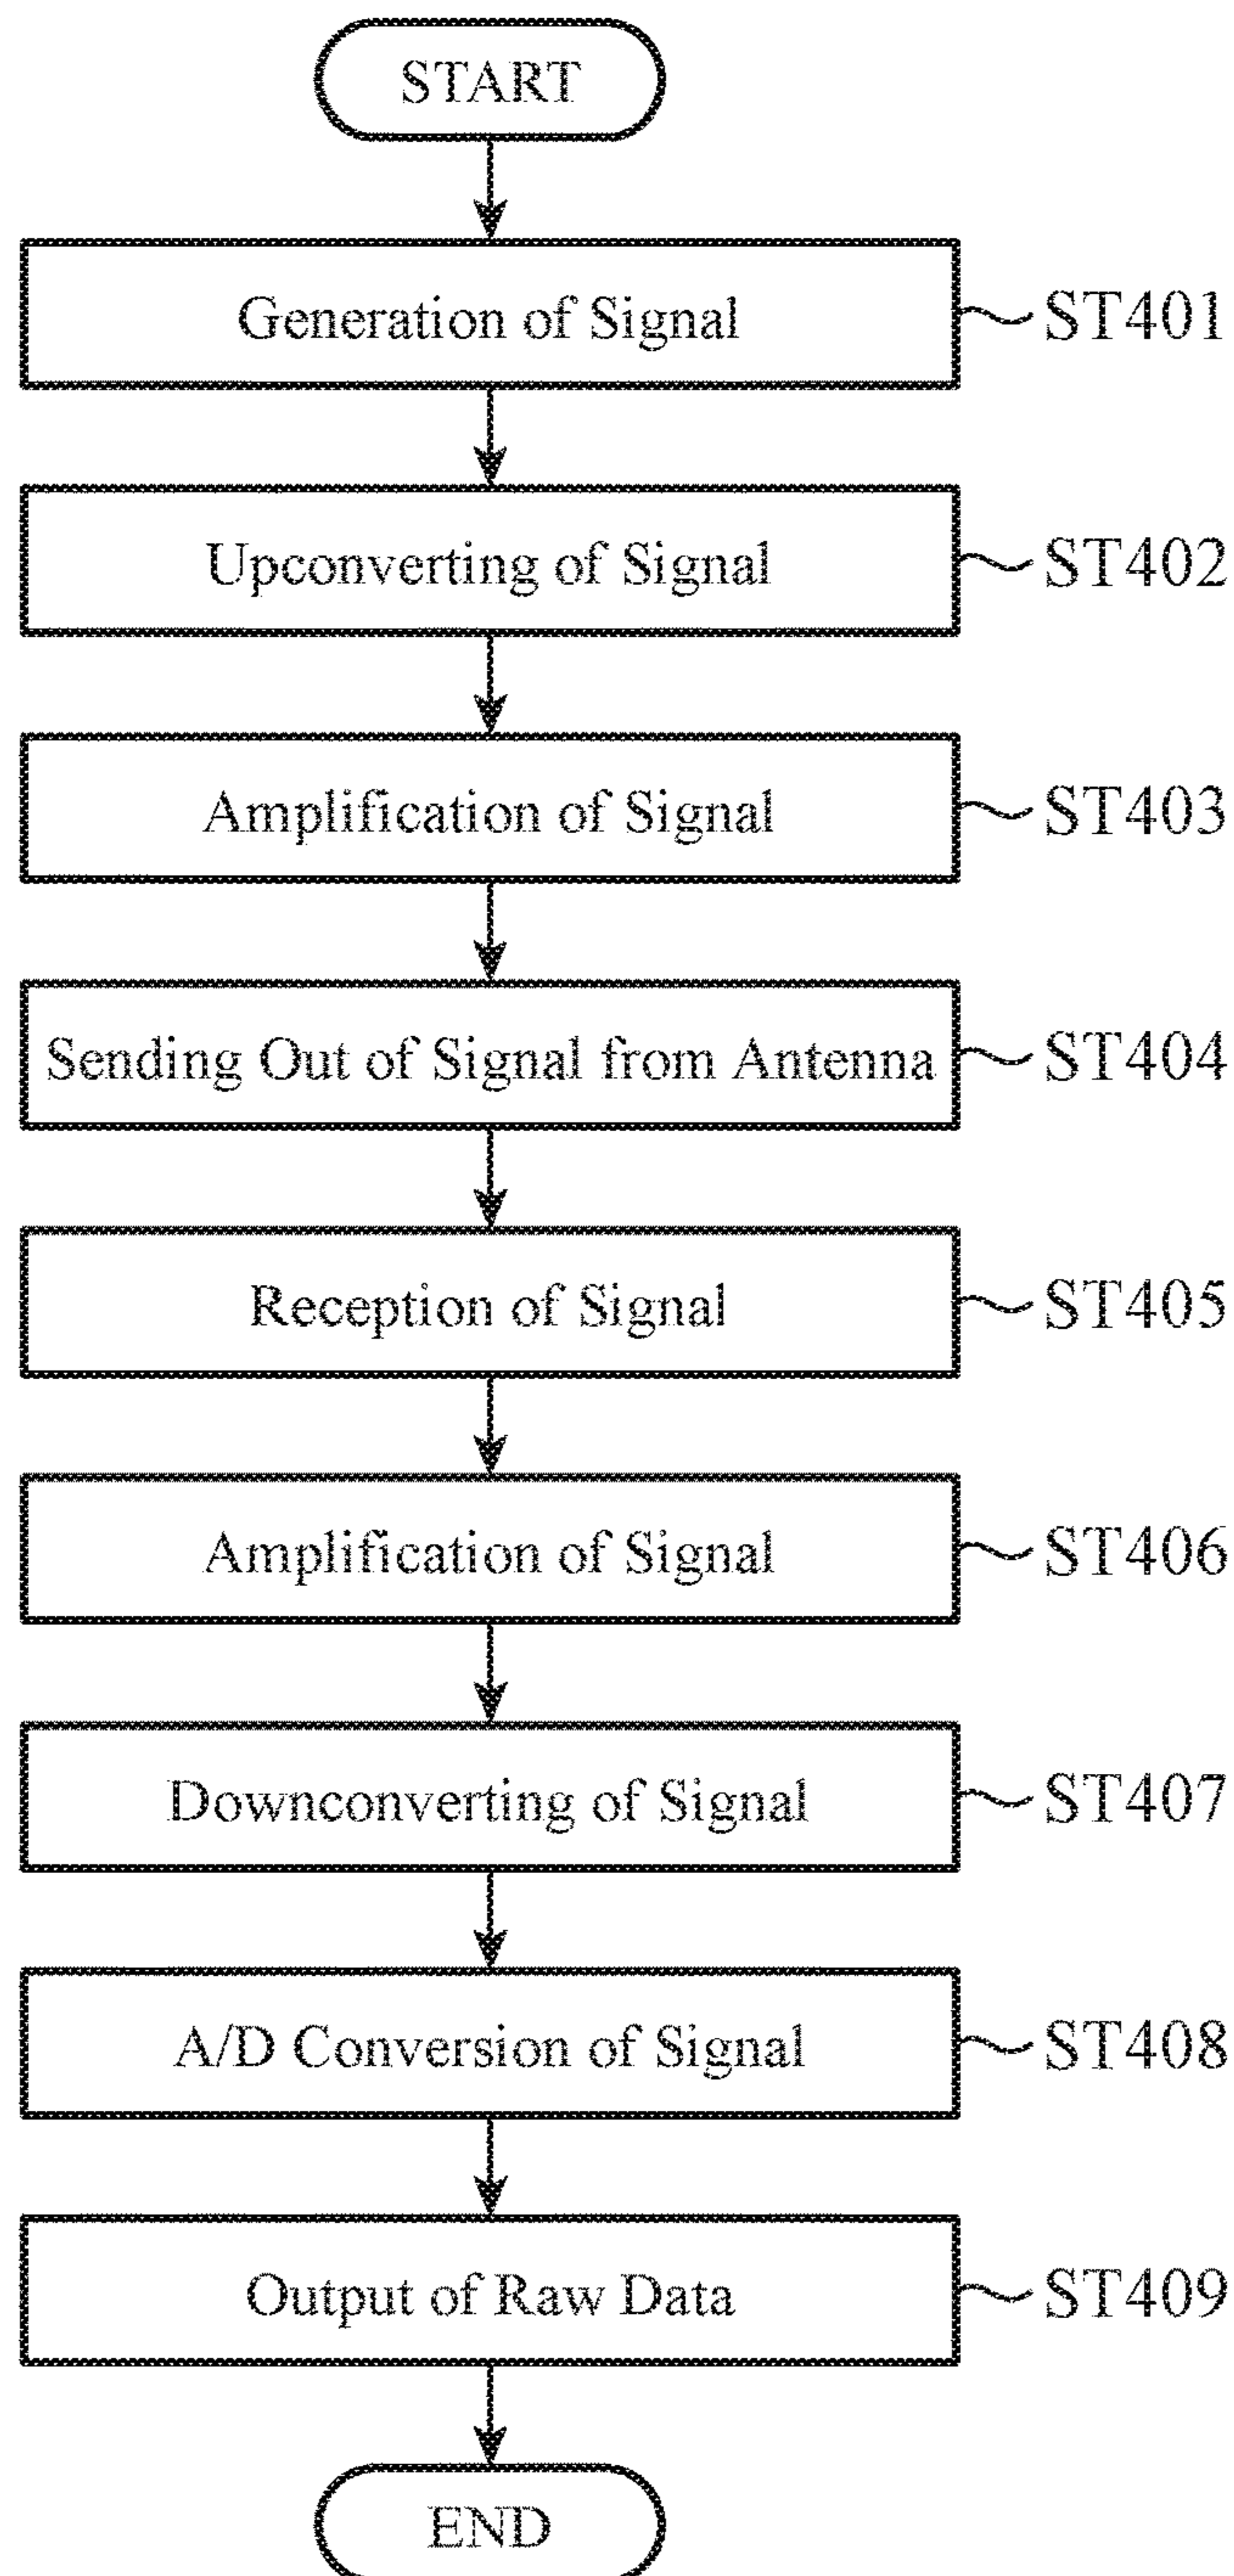 START
Generation of Signal ST401
Upconverting of Signal ST402
Amplification of Signal ST403
Sending Out of Signal from Antenna ST404
Reception of Signal ST405
Amplification of Signal ST406
Downconverting of Signal ST407
A/D Conversion of Signal ST408
Output of Raw Data ST409
END